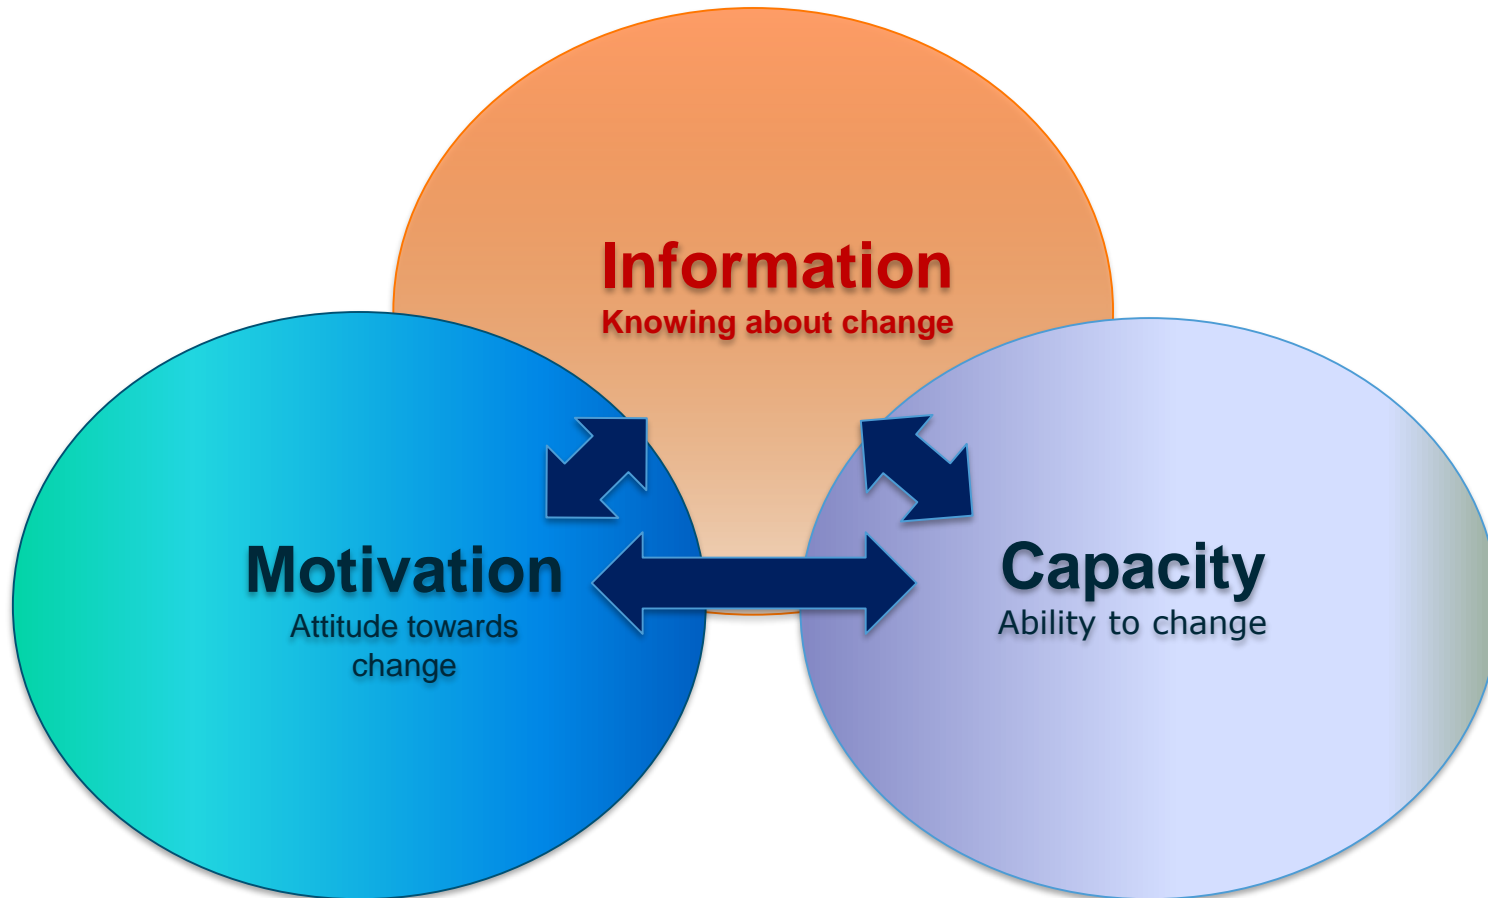 Information
Knowing about change
Motivation
Attitude towards
change
Capacity
Ability to change